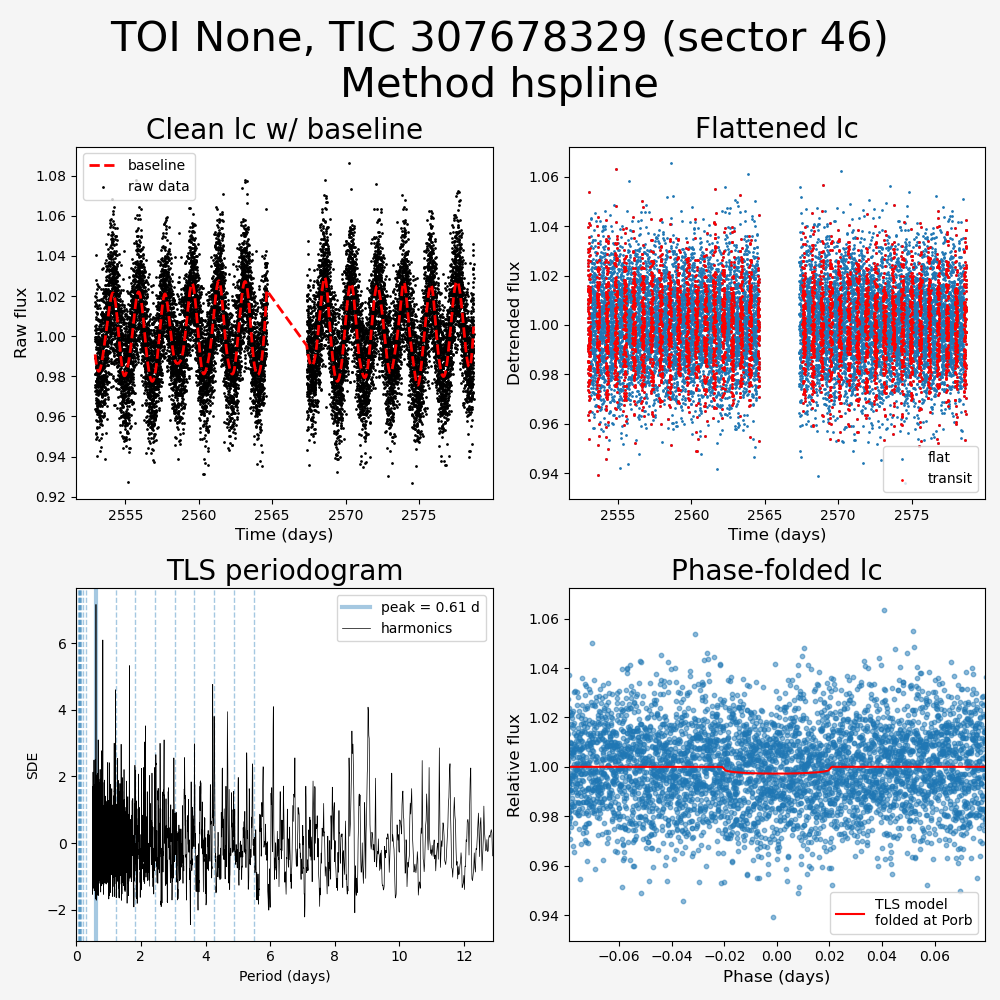 TOI None, TIC 307678329 (sector 46)
Method hspline
Clean lc w/ baseline
baseline
raw data
Raw flux
1.08
1.06
1.04
1.02
1.00
0.98
0.96
0.94
0.92
2555
2560
2565
2570
2575
Time (days)
Flattened lc
Detrended flux
1.06
1.04
1.02
1.00
0.98
0.96
0.94
flat
transit
2555
2560
2565
2570
2575
Time (days)
TLS periodogram
peak = 0.61 d
harmonics
SDE
6
4
2
0
−2
0
2
4
6
8
10
12
Period (days)
Phase-folded lc
Relative flux
1.06
1.04
1.02
1.00
0.98
0.96
0.94
TLS model
folded at Porb
−0.06
−0.04
−0.02
0.00
0.02
0.04
0.06
Phase (days)